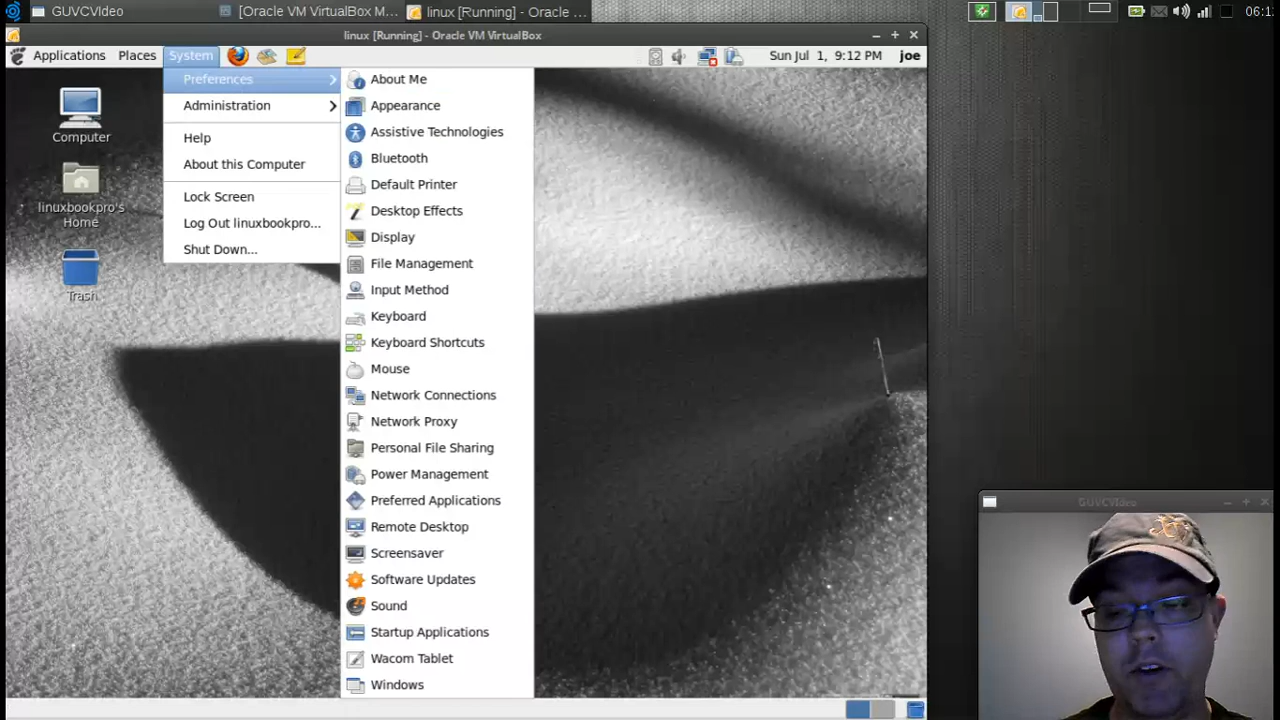 GUVCVIdeo
[Oracle VM VirtualBox M...
linux [Running] - Oracle ...
06:1
linux [Running] - Oracle VM VirtualBox
Applications
Places
System
Sun Jul 1, 9:12 PM
joe
Computer
linuxbookpro's
Home
Trash
Preferences
Administration
Help
About this Computer
Lock Screen
Log Out linuxbookpro...
Shut Down...
About Me
Appearance
Assistive Technologies
Bluetooth
Default Printer
Desktop Effects
Display
File Management
Input Method
Keyboard
Keyboard Shortcuts
Mouse
Network Connections
Network Proxy
Personal File Sharing
Power Management
Preferred Applications
Remote Desktop
Screensaver
Software Updates
Sound
Startup Applications
Wacom Tablet
Windows
GUVCVIdeo